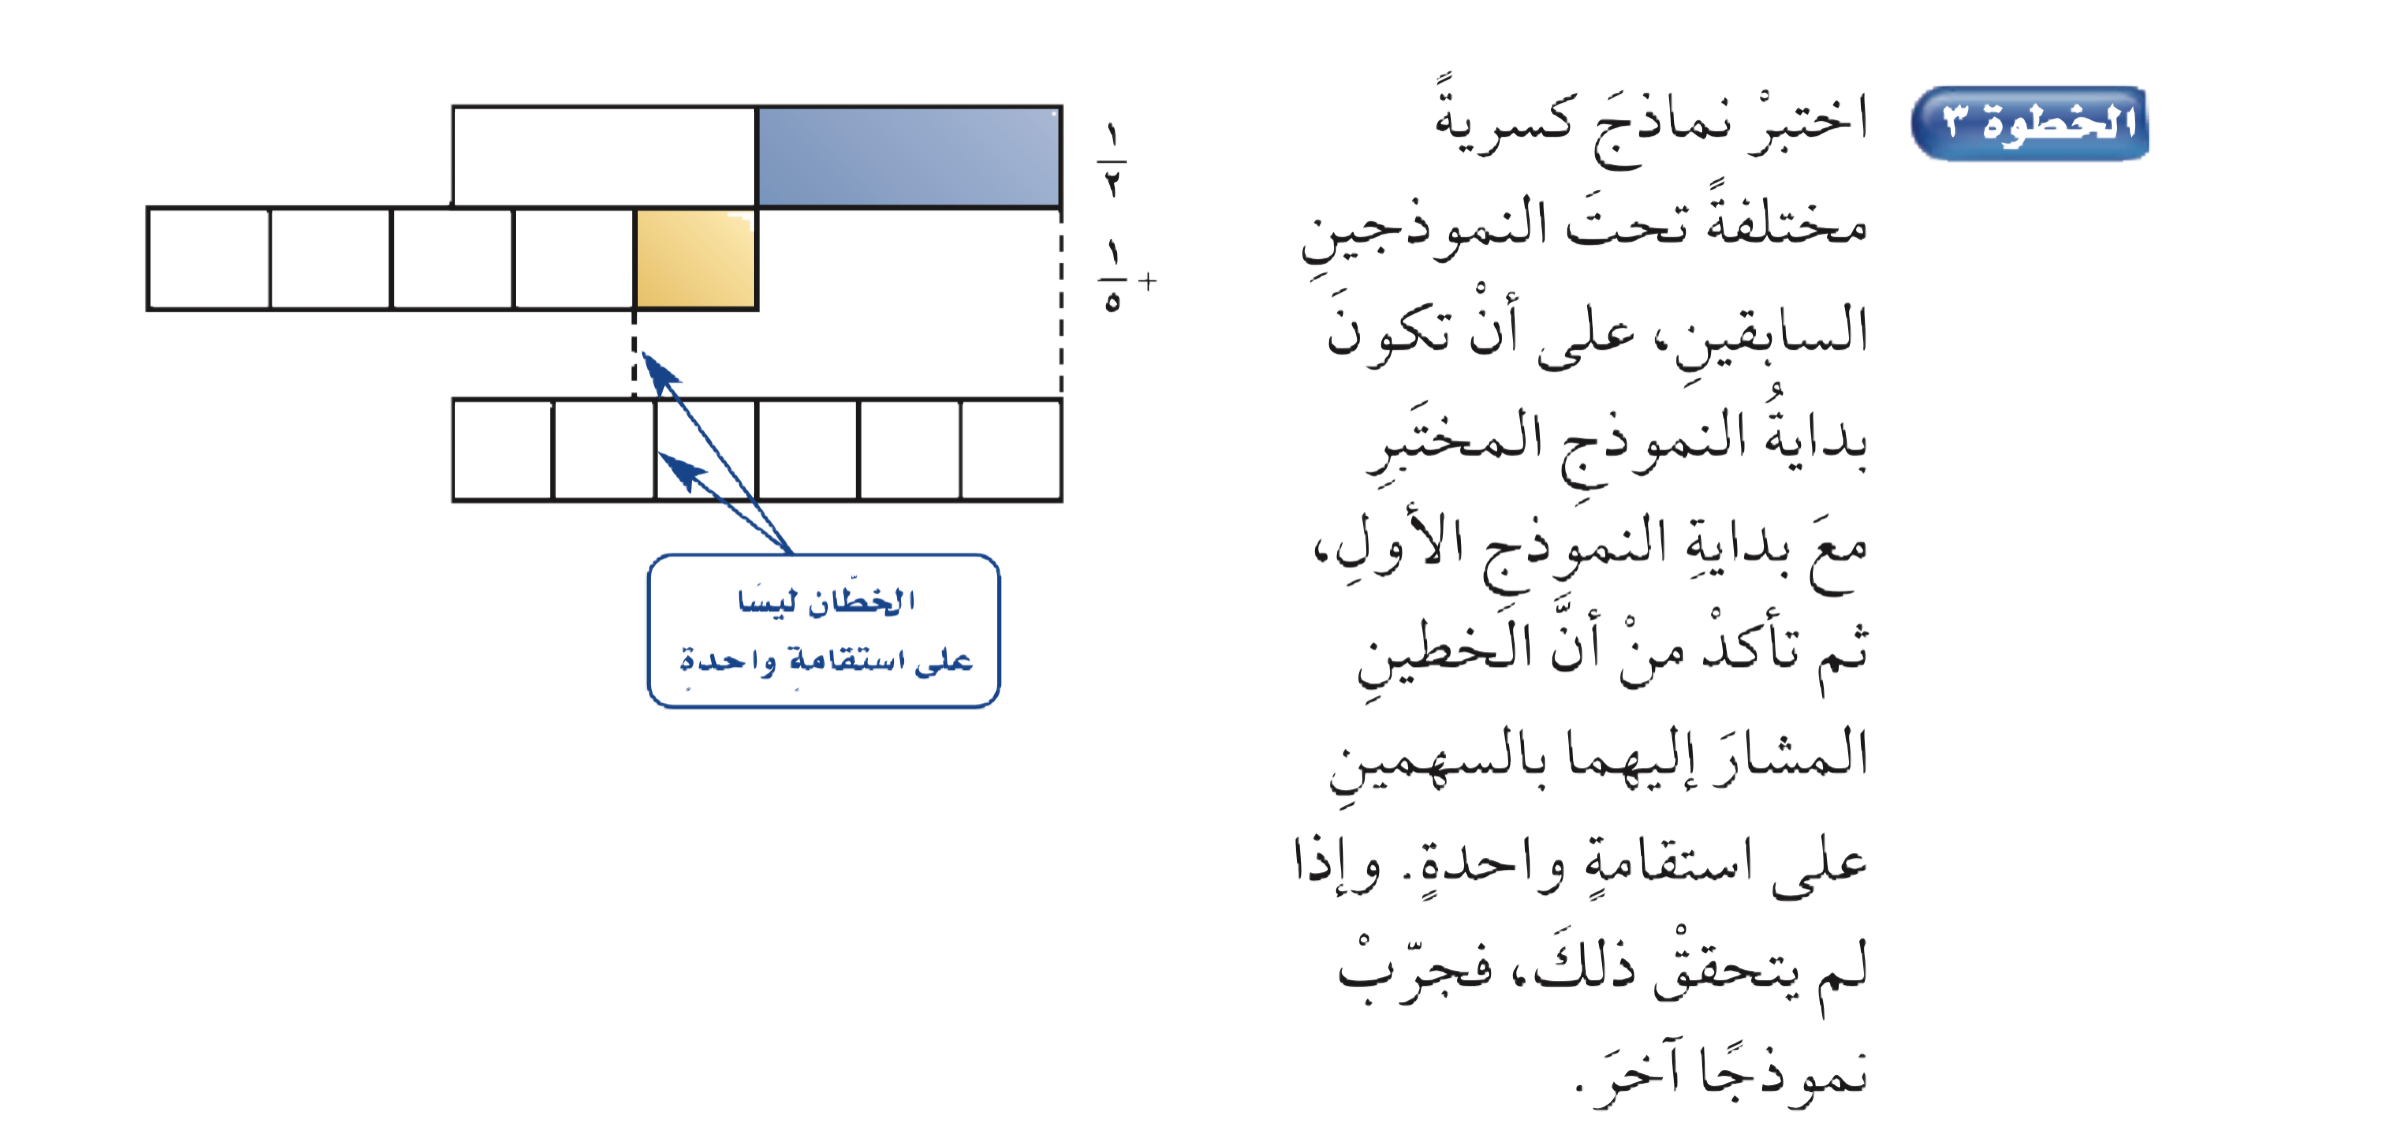 الخطوة ٣
اختبرْ نماذجَ كسريةً
مختلفةً تحتَ النموذجينِ
السابقينِ، على أنْ تكونَ
بدايةُ النموذجِ المختَبرِ
معَ بدايةِ النموذجِ الأولِ،
ثم تأكدْ منْ أنَّ الخطينِ
المشارَ إليهما بالسهمينِ
على استقامةٍ واحدةٍ. وإذا
لم يتحققْ ذلكَ، فجرّبْ
نموذجًا آخرَ.
١/٢
+ ١/٥
الخطّان ليسَا
على استقامةٍ واحدةٍ